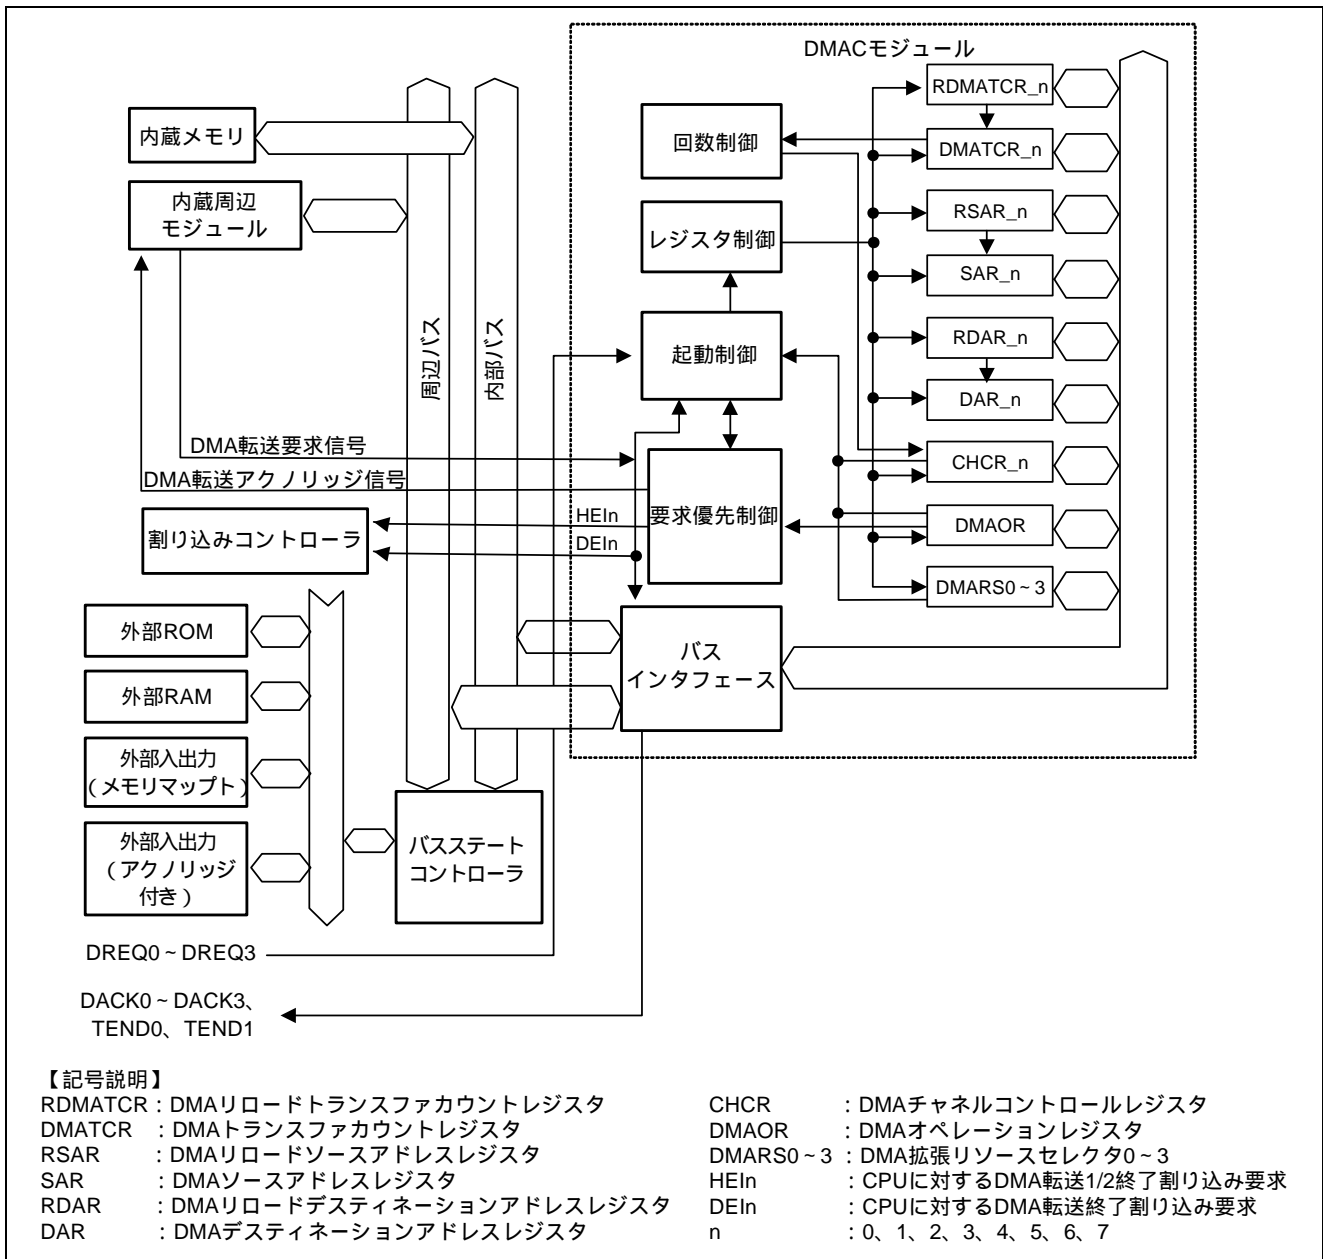 DMACモジュール
RDMATCR_n
内蔵メモリ
回数制御
DMATCR_n
内蔵周辺
モジュール
RSAR_n
レジスタ制御
SAR_n
周辺バス
内部バス
起動制御
RDAR_n
DAR_n
DMA転送要求信号
CHCR_n
DMA転送アクノリッジ信号
HEIn
要求優先制御
DMAOR
割り込みコントローラ
DEIn
DMARS0~3
外部ROM
バス
インタフェース
外部RAM
外部入出力
(メモリマップト)
外部入出力
(アクノリッジ
付き)
バスステート
コントローラ
DREQ0~DREQ3
DACK0~DACK3、
TEND0、TEND1
【記号説明】
RDMATCR:DMAリロードトランスファカウントレジスタ
DMATCR :DMAトランスファカウントレジスタ
RSAR :DMAリロードソースアドレスレジスタ
SAR :DMAソースアドレスレジスタ
RDAR :DMAリロードデスティネーションアドレスレジスタ
DAR :DMAデスティネーションアドレスレジスタ
CHCR :DMAチャネルコントロールレジスタ
DMAOR :DMAオペレーションレジスタ
DMARS0~3 :DMA拡張リソースセレクタ0~3
HEIn :CPUに対するDMA転送1/2終了割り込み要求
DEIn :CPUに対するDMA転送終了割り込み要求
n :0、1、2、3、4、5、6、7